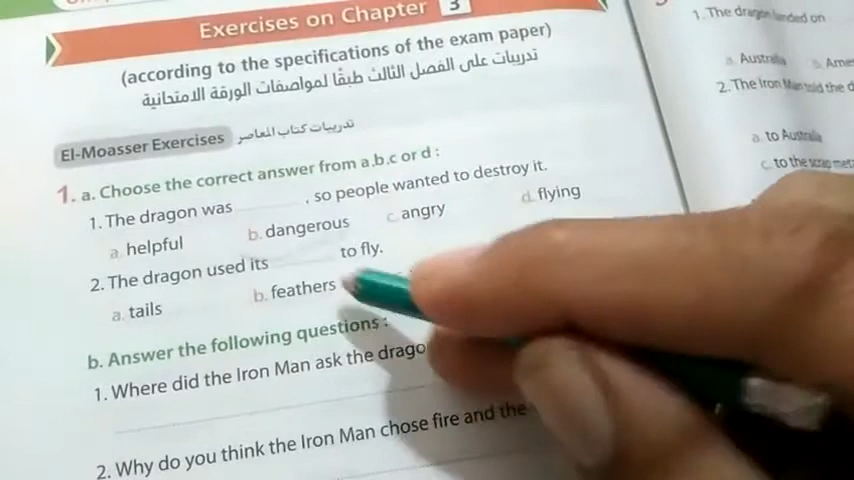 Exercises on Chapter 3
(according to the specifications of the exam paper)
تدريبات على الفصل الثالث طبقًا لمواصفات الورقة الامتحانية
El-Moasser Exercises تدريبات كتاب المعاصر
1. a. Choose the correct answer from a,b,c or d :
1. The dragon was , so people wanted to destroy it.
a. helpful b. dangerous c. angry d. flying
2. The dragon used its to fly.
a. tails b. feathers
b. Answer the following questions :
1. Where did the Iron Man ask the drago
2. Why do you think the Iron Man chose fire and the
1. The dragon landed on
a. Australia b. Ame
2. The Iron Man told the d
a. to Australia
c. to the scrap met